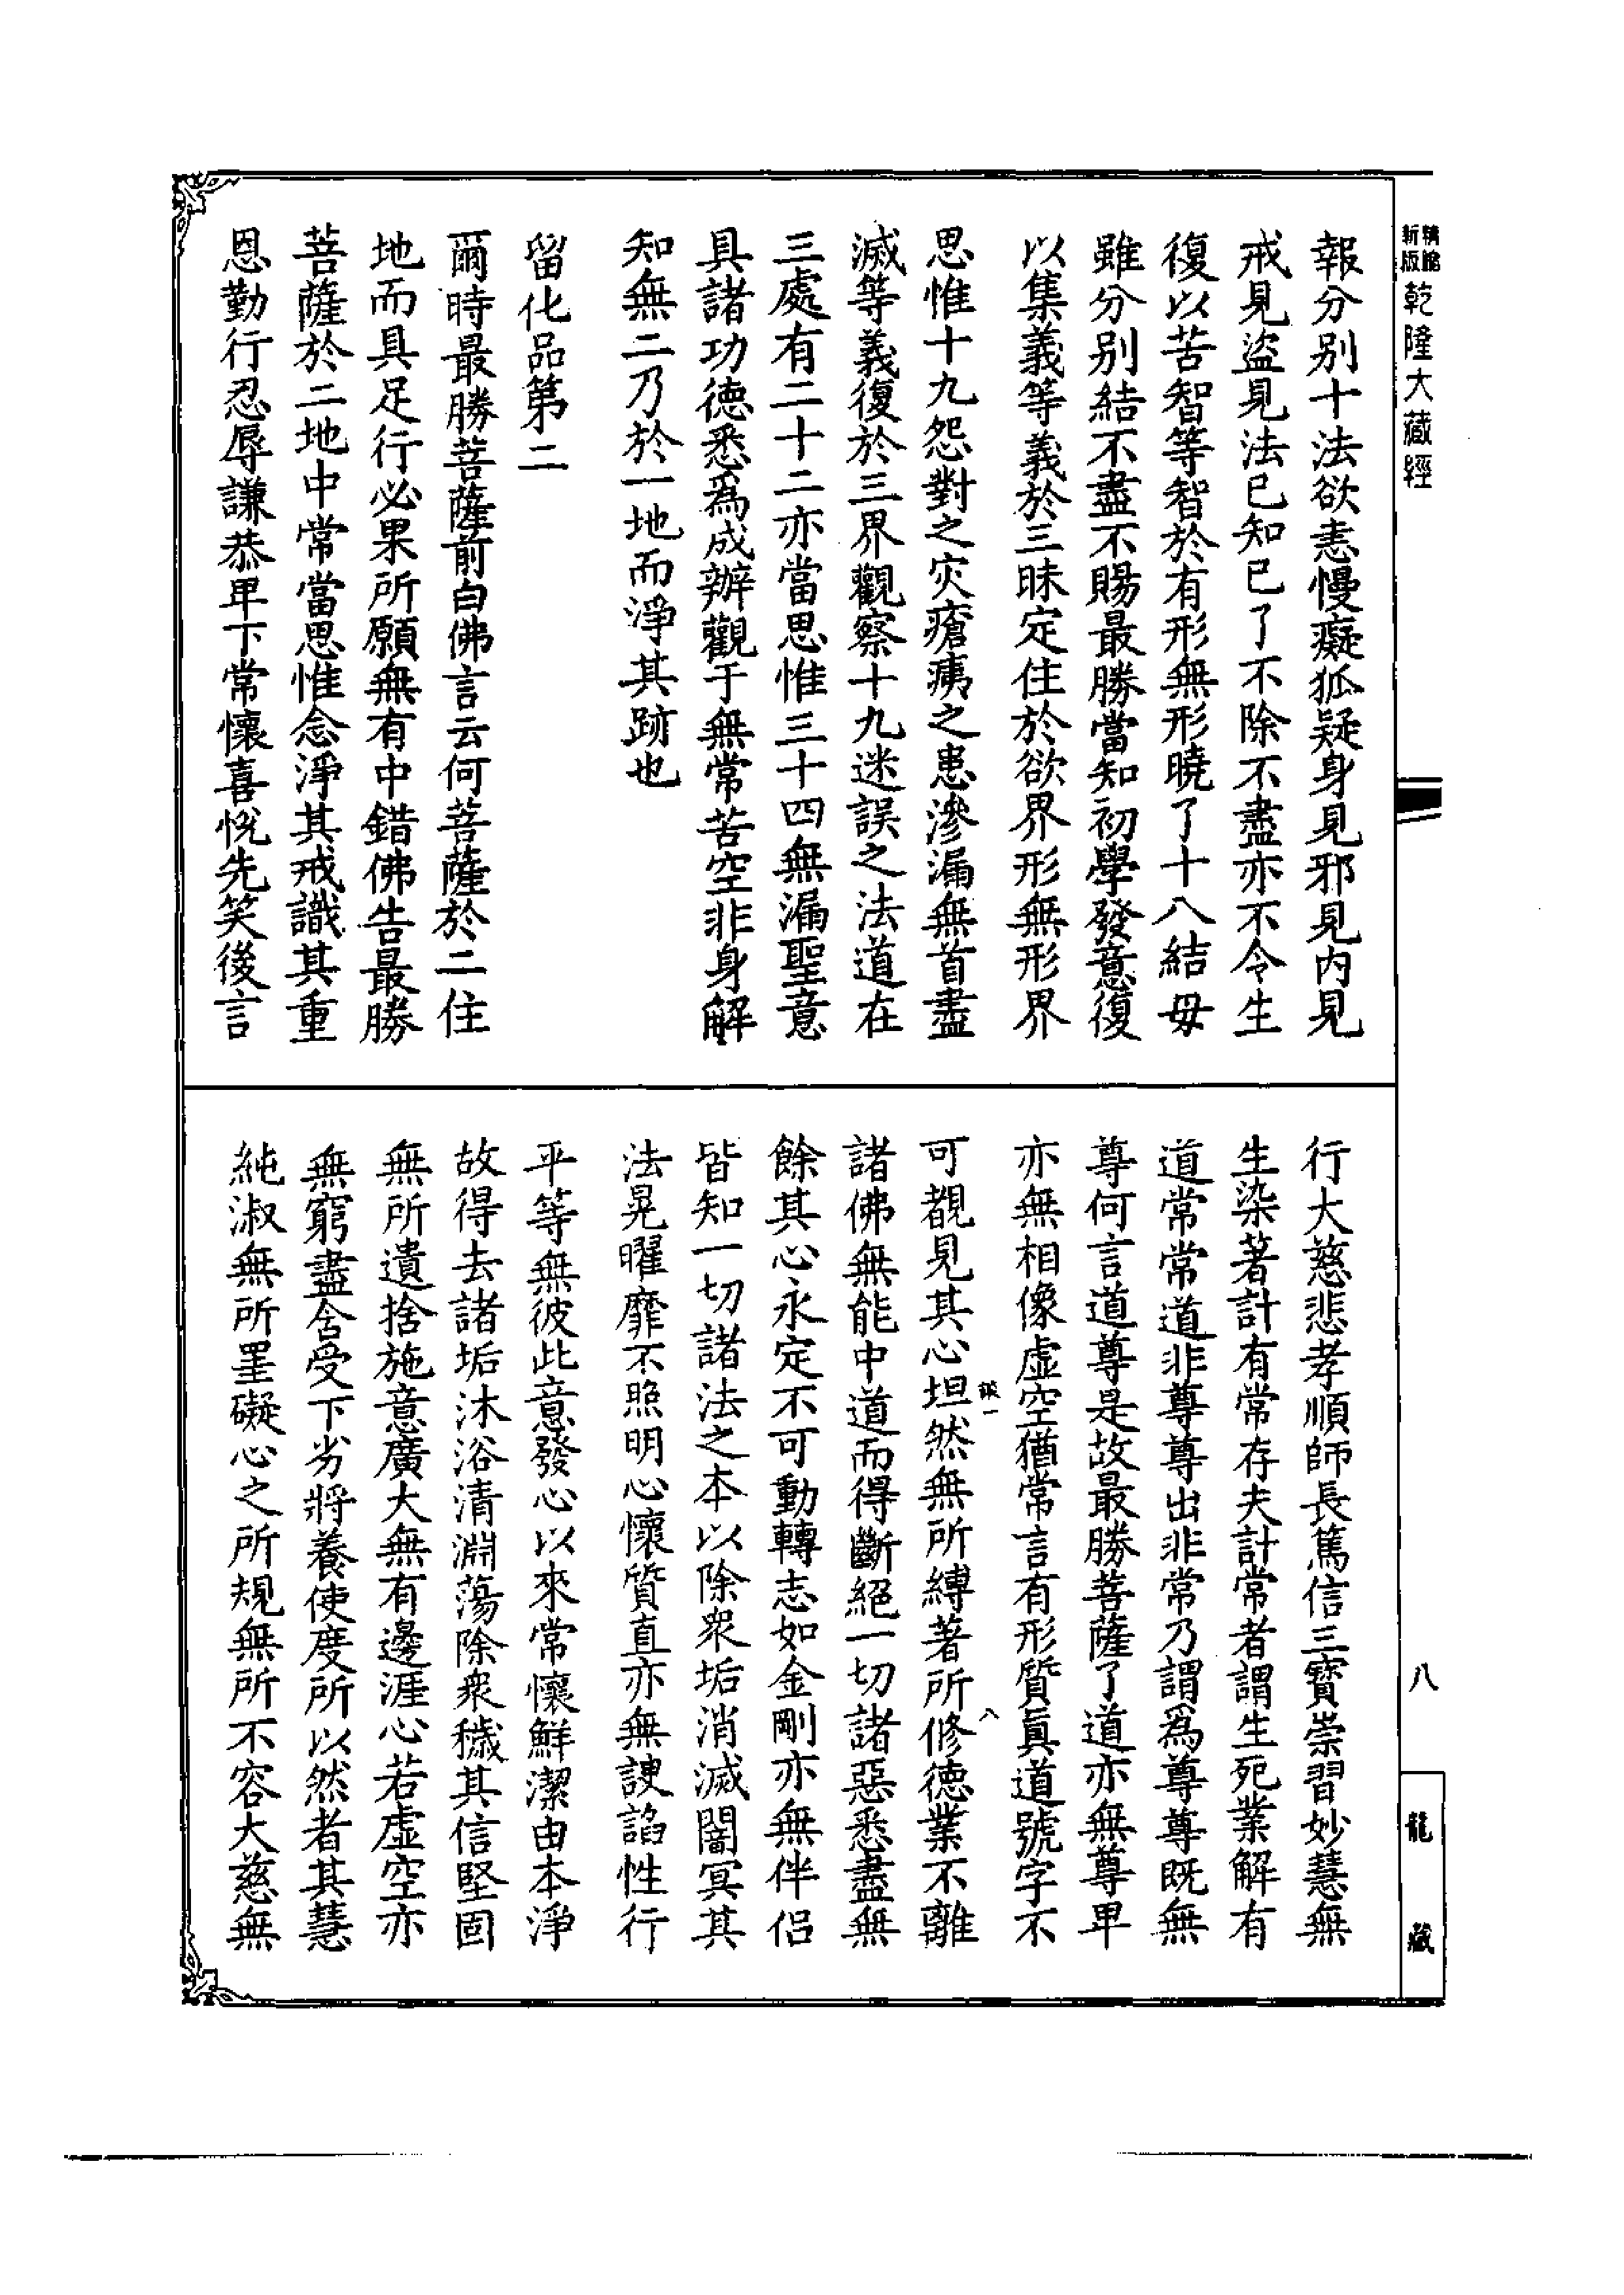 精裝
新版
乾隆大藏經
報分别十法欲恚慢癡狐疑身見邪見内見
戒見盜見法已知已了不除不盡亦不令生
復以苦智等智於有形無形曉了十八結毋
雖分别結不盡不賜最勝當知初學發意復
以集義等義於三昧定住於欲界形無形界
思惟十九怨對之灾瘡痍之患滲漏無首盡
滅等義復於三界觀察十九迷誤之法道在
三處有二十二亦當思惟三十四無漏聖意
具諸功德悉爲成辦觀于無常苦空非身解
知無二乃於一地而淨其跡也
留化品第二
爾時最勝菩薩前白佛言云何菩薩於二住
地而具足行必果所願無有中錯佛告最勝
菩薩於二地中常當思惟念淨其戒識其重
恩勤行忍辱謙恭卑下常懷喜悅先笑後言
行大慈悲孝順師長篤信三寶崇習妙慧無
生染著計有常存夫計常者謂生死業解有
道常常道非尊尊出非常乃謂爲尊尊既無
尊何言道尊是故最勝菩薩了道亦無尊卑
亦無相像虚空猶常言有形質眞道號字不
可覩見其心坦然無所縛著所修德業不離
諸佛無能中道而得斷絕一切諸惡悉盡無
餘其心永定不可動轉志如金剛亦無伴侣
皆知一切諸法之本以除衆垢消滅闇冥其
法晃曜靡不照明心懷質直亦無諛諂性行
平等無彼此意發心以來常懷鮮潔由本淨
故得去諸垢沐浴清淵蕩除衆穢其信堅固
無所遺捨施意廣大無有邊涯心若虚空亦
無窮盡含受下劣將養使度所以然者其慧
純淑無所罣礙心之所規無所不容大慈無
一
八
八
龍藏